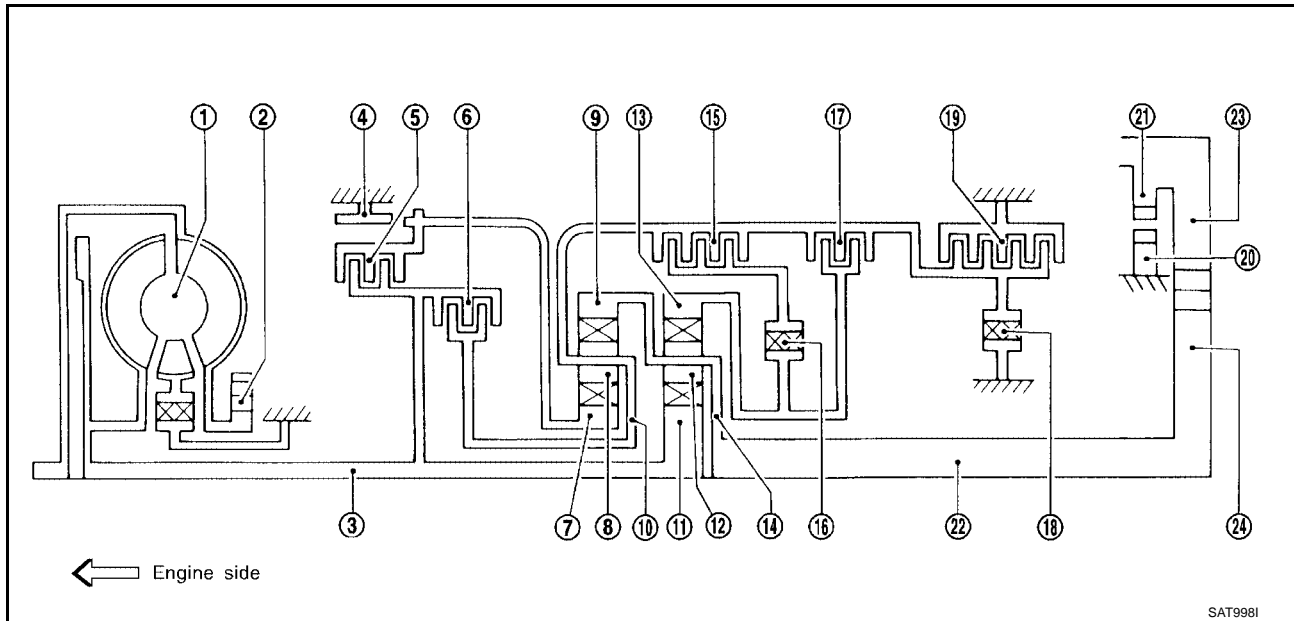 ① ② ④ ⑤ ⑥ ⑨ ⑬ ⑮ ⑰ ⑲ ㉑ ㉓
⑳
③ ⑦ ⑧ ⑩ ⑪ ⑫ ⑭ ⑯ ㉒ ⑱ ㉔
Engine side
SAT998I